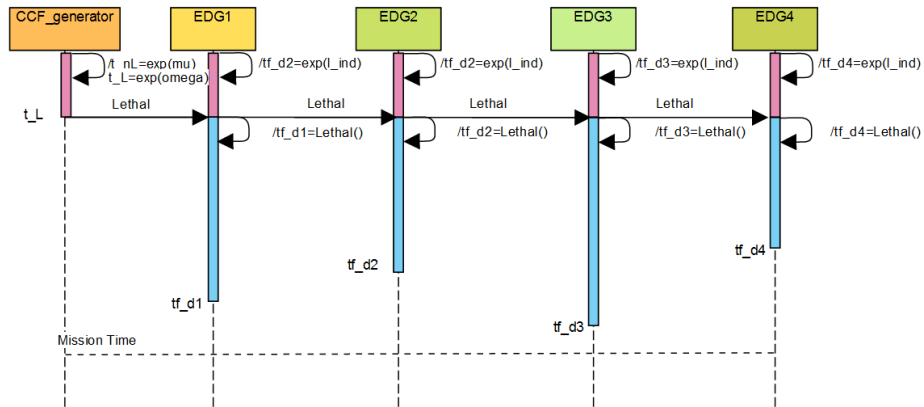 CCF_generator
EDG1
EDG2
EDG3
EDG4
/t_nL=exp(mu)
t_L=exp(omega)
/tf_d2=exp(l_ind)
/tf_d2=exp(l_ind)
/tf_d3=exp(l_ind)
/tf_d4=exp(l_ind)
Lethal
Lethal
Lethal
Lethal
t_L
/tf_d1=Lethal()
/tf_d2=Lethal()
/tf_d3=Lethal()
/tf_d4=Lethal()
tf_d4
tf_d2
tf_d1
tf_d3
Mission Time